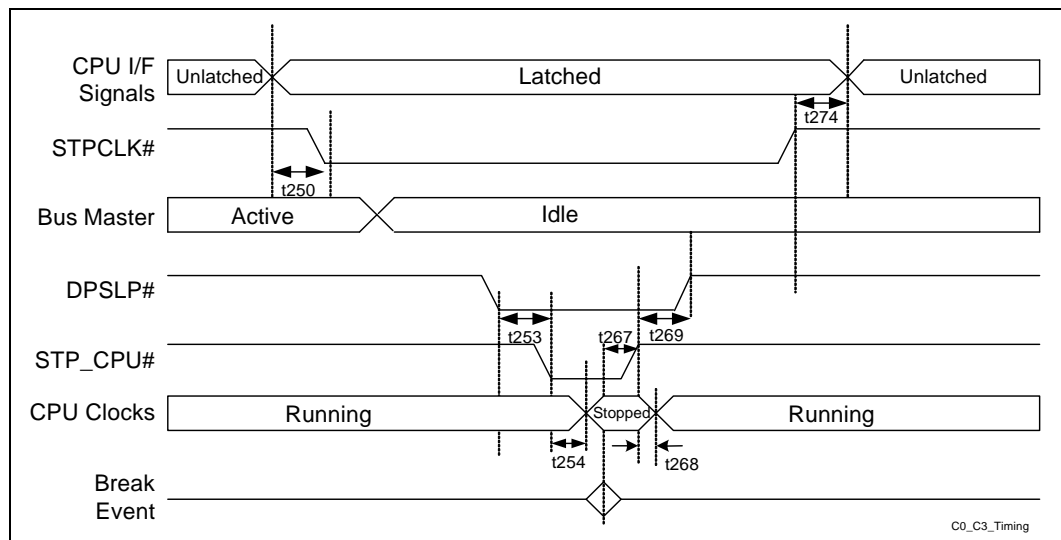 CPU I/F
Signals
Unlatched
Latched
Unlatched
t274
STPCLK#
t250
Bus Master
Active
Idle
DPSLP#
t253
t267
t269
STP_CPU#
CPU Clocks
Running
Stopped
Running
t254
t268
Break
Event
C0_C3_Timing